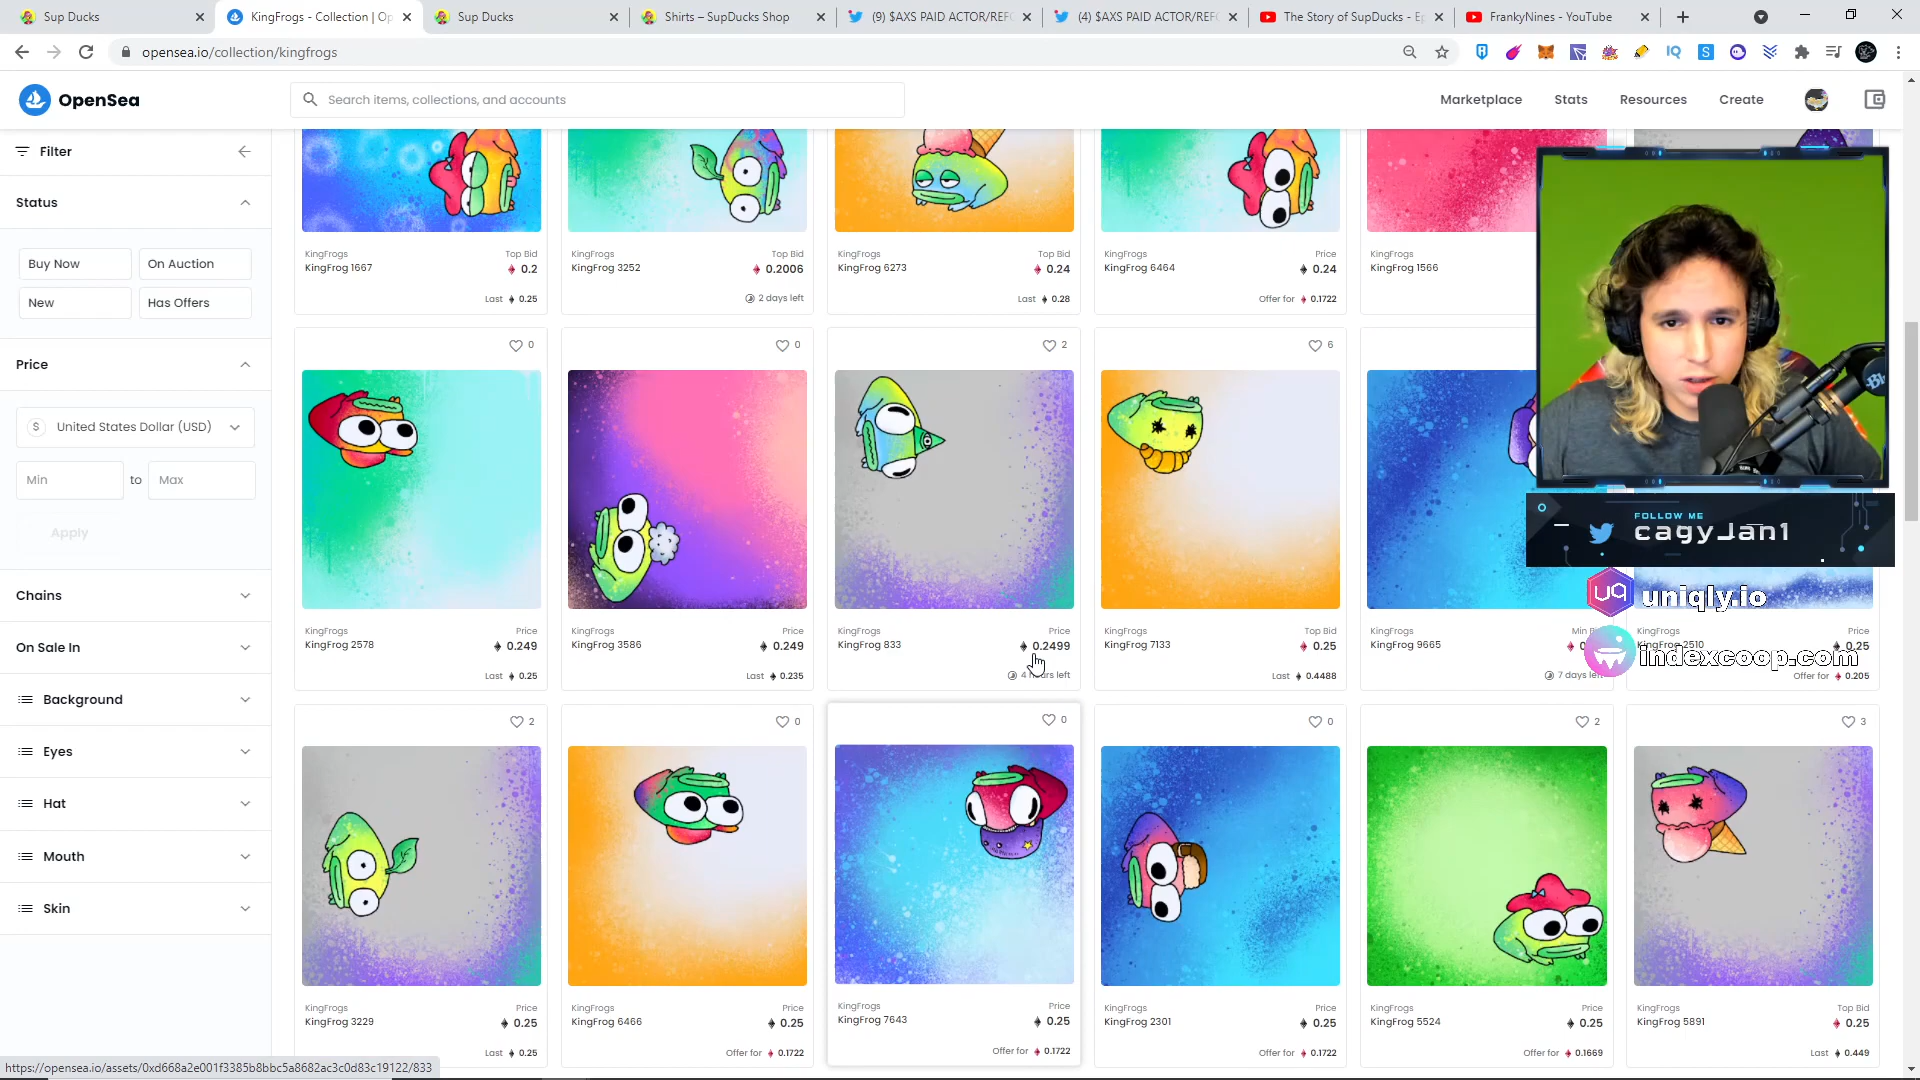 Sup Ducks
KingFrogs - Collection | Op
Sup Ducks
Shirts – SupDucks Shop
(9) $AXS PAID ACTOR/REFC
(4) $AXS PAID ACTOR/REFC
The Story of SupDucks - Ep
FrankyNines - YouTube
opensea.io/collection/kingfrogs
OpenSea
Search items, collections, and accounts
Marketplace
Stats
Resources
Create
Filter
Status
Buy Now
On Auction
New
Has Offers
Price
$ United States Dollar (USD)
Min to Max
Apply
Chains
On Sale In
Background
Eyes
Hat
Mouth
Skin
KingFrogs Top Bid
KingFrog 1667 0.2
Last 0.25
KingFrogs Top Bid
KingFrog 3252 0.2006
2 days left
KingFrogs Top Bid
KingFrog 6273 0.24
Last 0.28
KingFrogs Price
KingFrog 6464 0.24
Offer for 0.1722
KingFrogs
KingFrog 1566
0
KingFrogs Price
KingFrog 2578 0.249
Last 0.25
0
KingFrogs Price
KingFrog 3586 0.249
Last 0.235
2
KingFrogs Price
KingFrog 833 0.2499
4 hours left
6
KingFrogs Top Bid
KingFrog 7133 0.25
Last 0.4488
KingFrogs Min
KingFrog 9665
7 days left
KingFrogs Price
KingFrog 2510 0.25
Offer for 0.205
FOLLOW ME
cagyJan1
uq uniqly.io
indexcoop.com
2
KingFrogs Price
KingFrog 3229 0.25
Last 0.25
0
KingFrogs Price
KingFrog 6466 0.25
Offer for 0.1722
0
KingFrogs Price
KingFrog 7643 0.25
Offer for 0.1722
0
KingFrogs Price
KingFrog 2301 0.25
Offer for 0.1722
2
KingFrogs Price
KingFrog 5524 0.25
Offer for 0.1669
3
KingFrogs Top Bid
KingFrog 5891 0.25
Last 0.449
https://opensea.io/assets/0xd668a2e001f3385b8bbc5a8682ac3c0d83c19122/833